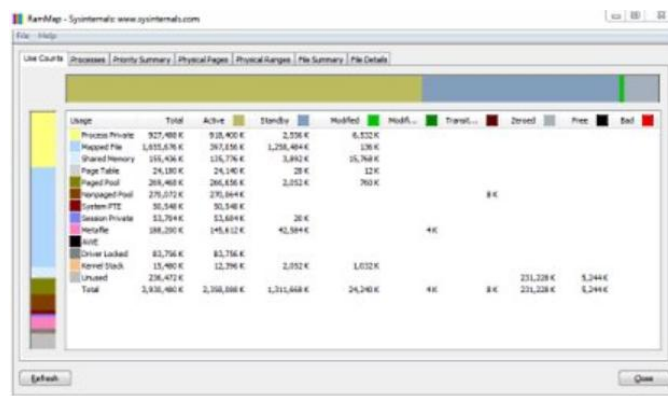 RamMap - Sysinternals: www.sysinternals.com
File Help
Use Counts Processes Priority Summary Physical Pages Physical Ranges File Summary File Details
Usage Total Active Standby Modified Modifi... Transit... Zeroed Free Bad
Process Private 927,488 K 918,400 K 2,556 K 6,532 K
Mapped File 1,655,676 K 397,056 K 1,258,484 K 136 K
Shared Memory 155,436 K 135,776 K 3,892 K 15,768 K
Page Table 24,180 K 24,140 K 28 K 12 K
Paged Pool 269,468 K 266,656 K 2,052 K 760 K
Nonpaged Pool 270,072 K 270,064 K 8 K
System PTE 50,548 K 50,548 K
Session Private 53,704 K 53,684 K 20 K
Metafile 188,200 K 145,612 K 42,584 K 4 K
AWE
Driver Locked 83,756 K 83,756 K
Kernel Stack 15,480 K 12,396 K 2,052 K 1,032 K
Unused 236,472 K 231,228 K 5,244 K
Total 3,930,480 K 2,358,088 K 1,311,668 K 24,240 K 4 K 8 K 231,228 K 5,244 K
Refresh Close